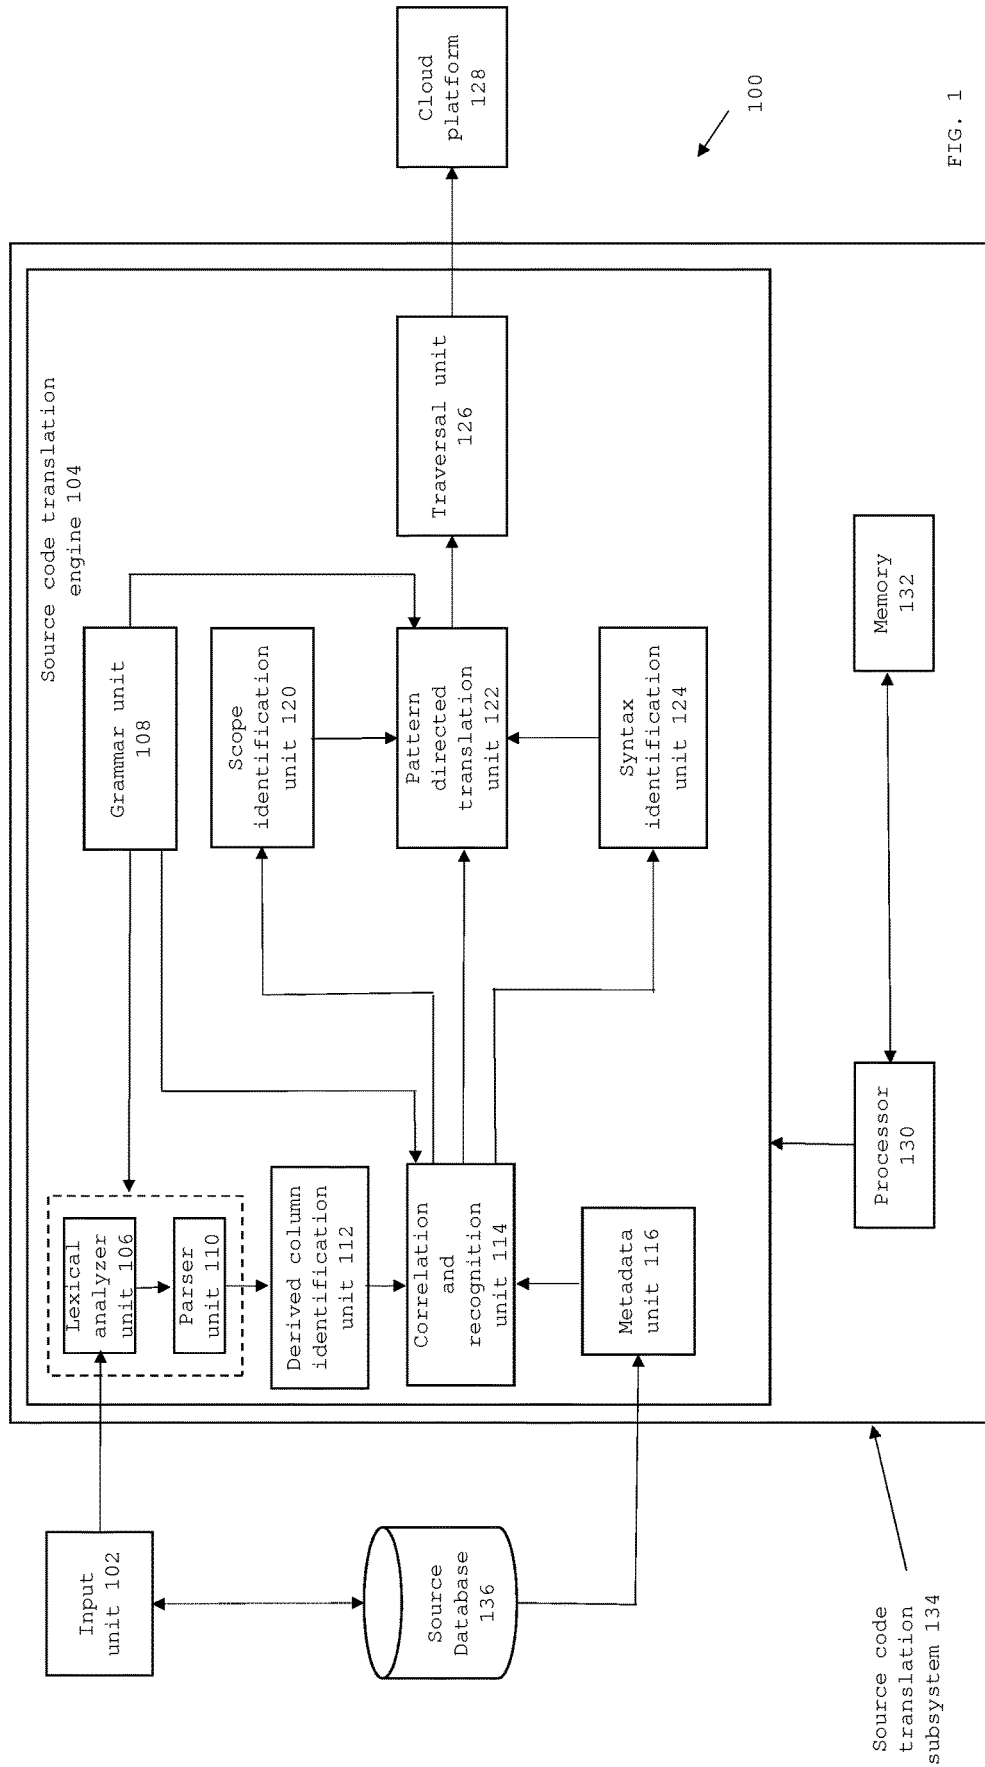 Source code translation
engine 104
Input
unit 102
Lexical
analyzer
unit 106
Parser
unit 110
Grammar unit
108
Derived column
identification
unit 112
Scope
identification
unit 120
Source
Database
136
Correlation
and
recognition
unit 114
Pattern
directed
translation
unit 122
Traversal unit
126
Cloud
platform
128
Metadata
unit 116
Syntax
identification
unit 124
100
Source code
translation
subsystem 134
Processor
130
Memory
132
FIG. 1